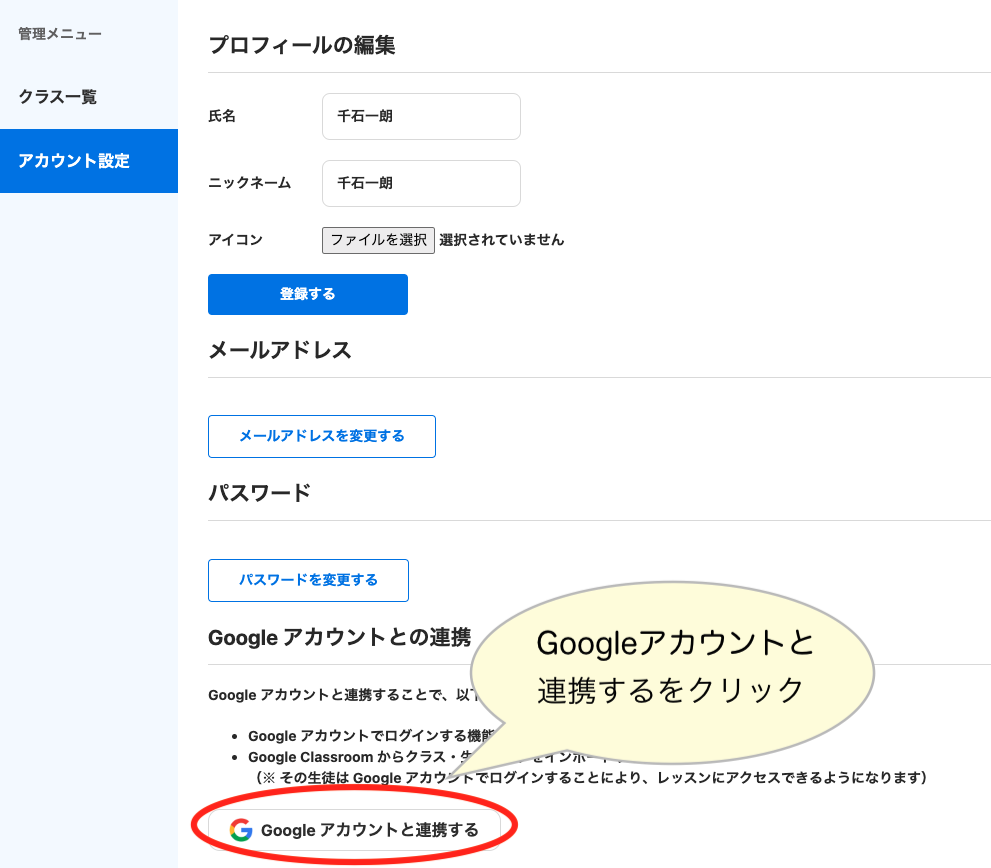 管理メニュー
クラス一覧
アカウント設定
プロフィールの編集
氏名
千石一朗
ニックネーム
千石一朗
アイコン
ファイルを選択 選択されていません
登録する
メールアドレス
メールアドレスを変更する
パスワード
パスワードを変更する
Google アカウントとの連携
Googleアカウントと
連携するをクリック
Google アカウントと連携することで、以下
• Google アカウントでログインする機能
• Google Classroom からクラス・生
をインポート
（※ その生徒は Google アカウントでログインすることにより、レッスンにアクセスできるようになります）
Google アカウントと連携する